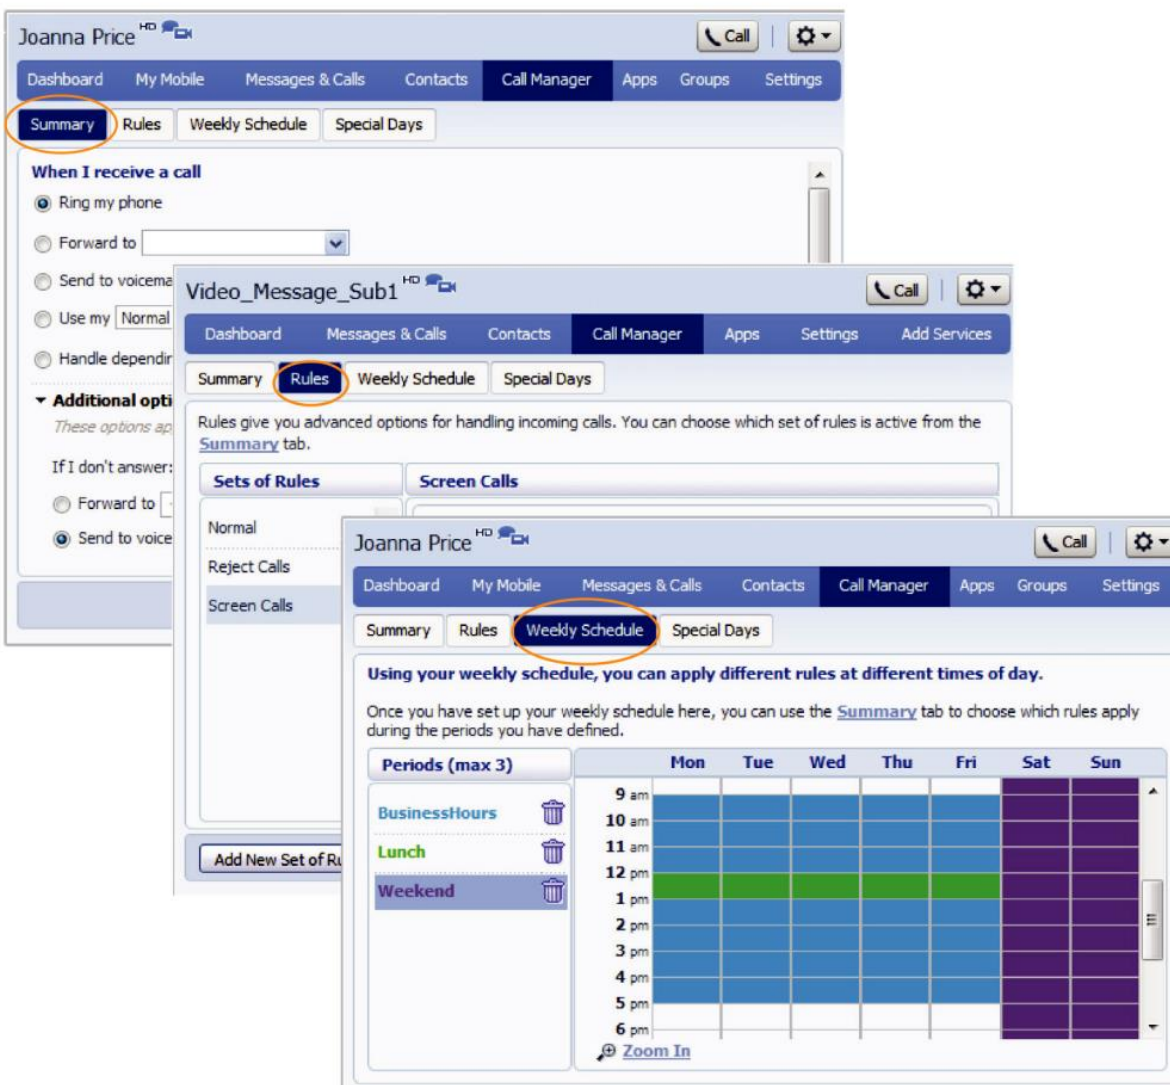 Joanna Price HD
Call
Dashboard My Mobile Messages & Calls Contacts Call Manager Apps Groups Settings
Summary Rules Weekly Schedule Special Days
When I receive a call
Ring my phone
Forward to
Send to voicema
Use my Normal
Handle dependin
Additional opti
These options ap
If I don't answer:
Forward to
Send to voice
Video_Message_Sub1 HD
Call
Dashboard Messages & Calls Contacts Call Manager Apps Settings Add Services
Summary Rules Weekly Schedule Special Days
Rules give you advanced options for handling incoming calls. You can choose which set of rules is active from the
Summary tab.
Sets of Rules Screen Calls
Normal
Reject Calls
Screen Calls
Add New Set of Ru
Joanna Price HD
Call
Dashboard My Mobile Messages & Calls Contacts Call Manager Apps Groups Settings
Summary Rules Weekly Schedule Special Days
Using your weekly schedule, you can apply different rules at different times of day.
Once you have set up your weekly schedule here, you can use the Summary tab to choose which rules apply
during the periods you have defined.
Periods (max 3) Mon Tue Wed Thu Fri Sat Sun
BusinessHours
Lunch
Weekend
9 am
10 am
11 am
12 pm
1 pm
2 pm
3 pm
4 pm
5 pm
6 pm
Zoom In